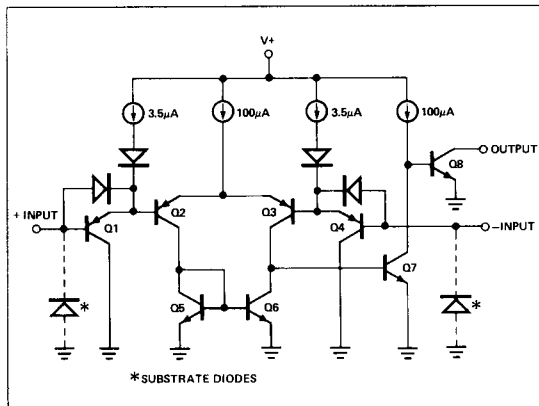 V+
3.5μA
100μA
3.5μA
100μA
Q8
OUTPUT
+ INPUT
Q1
Q2
Q3
Q4
–INPUT
Q7
*
Q5
Q6
*
*SUBSTRATE DIODES